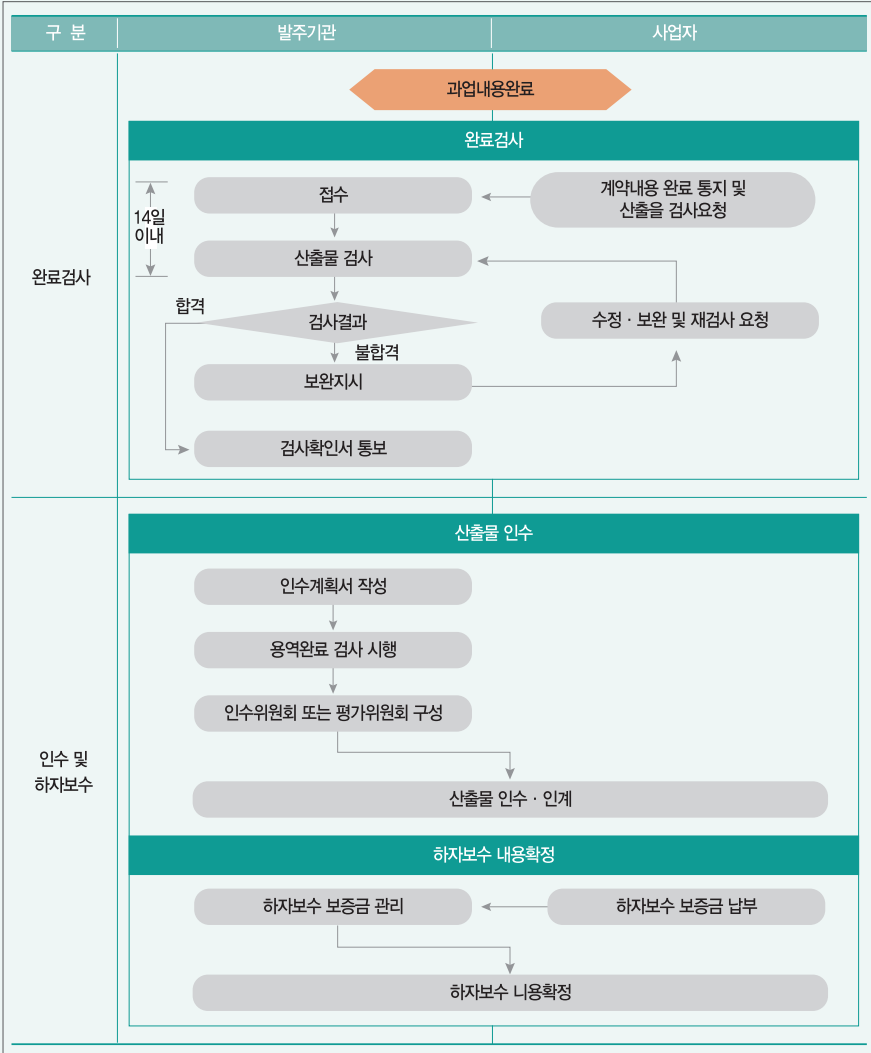 구 분
발주기관
사업자
과업내용완료
완료검사
완료검사
접수
계약내용 완료 통지 및
산출을 검사요청
14일
이내
산출물 검사
합격
검사결과
수정 · 보완 및 재검사 요청
불합격
보완지시
검사확인서 통보
인수 및
하자보수
산출물 인수
인수계획서 작성
용역완료 검사 시행
인수위원회 또는 평가위원회 구성
산출물 인수 · 인계
하자보수 내용확정
하자보수 보증금 관리
하자보수 보증금 납부
하자보수 니용확정